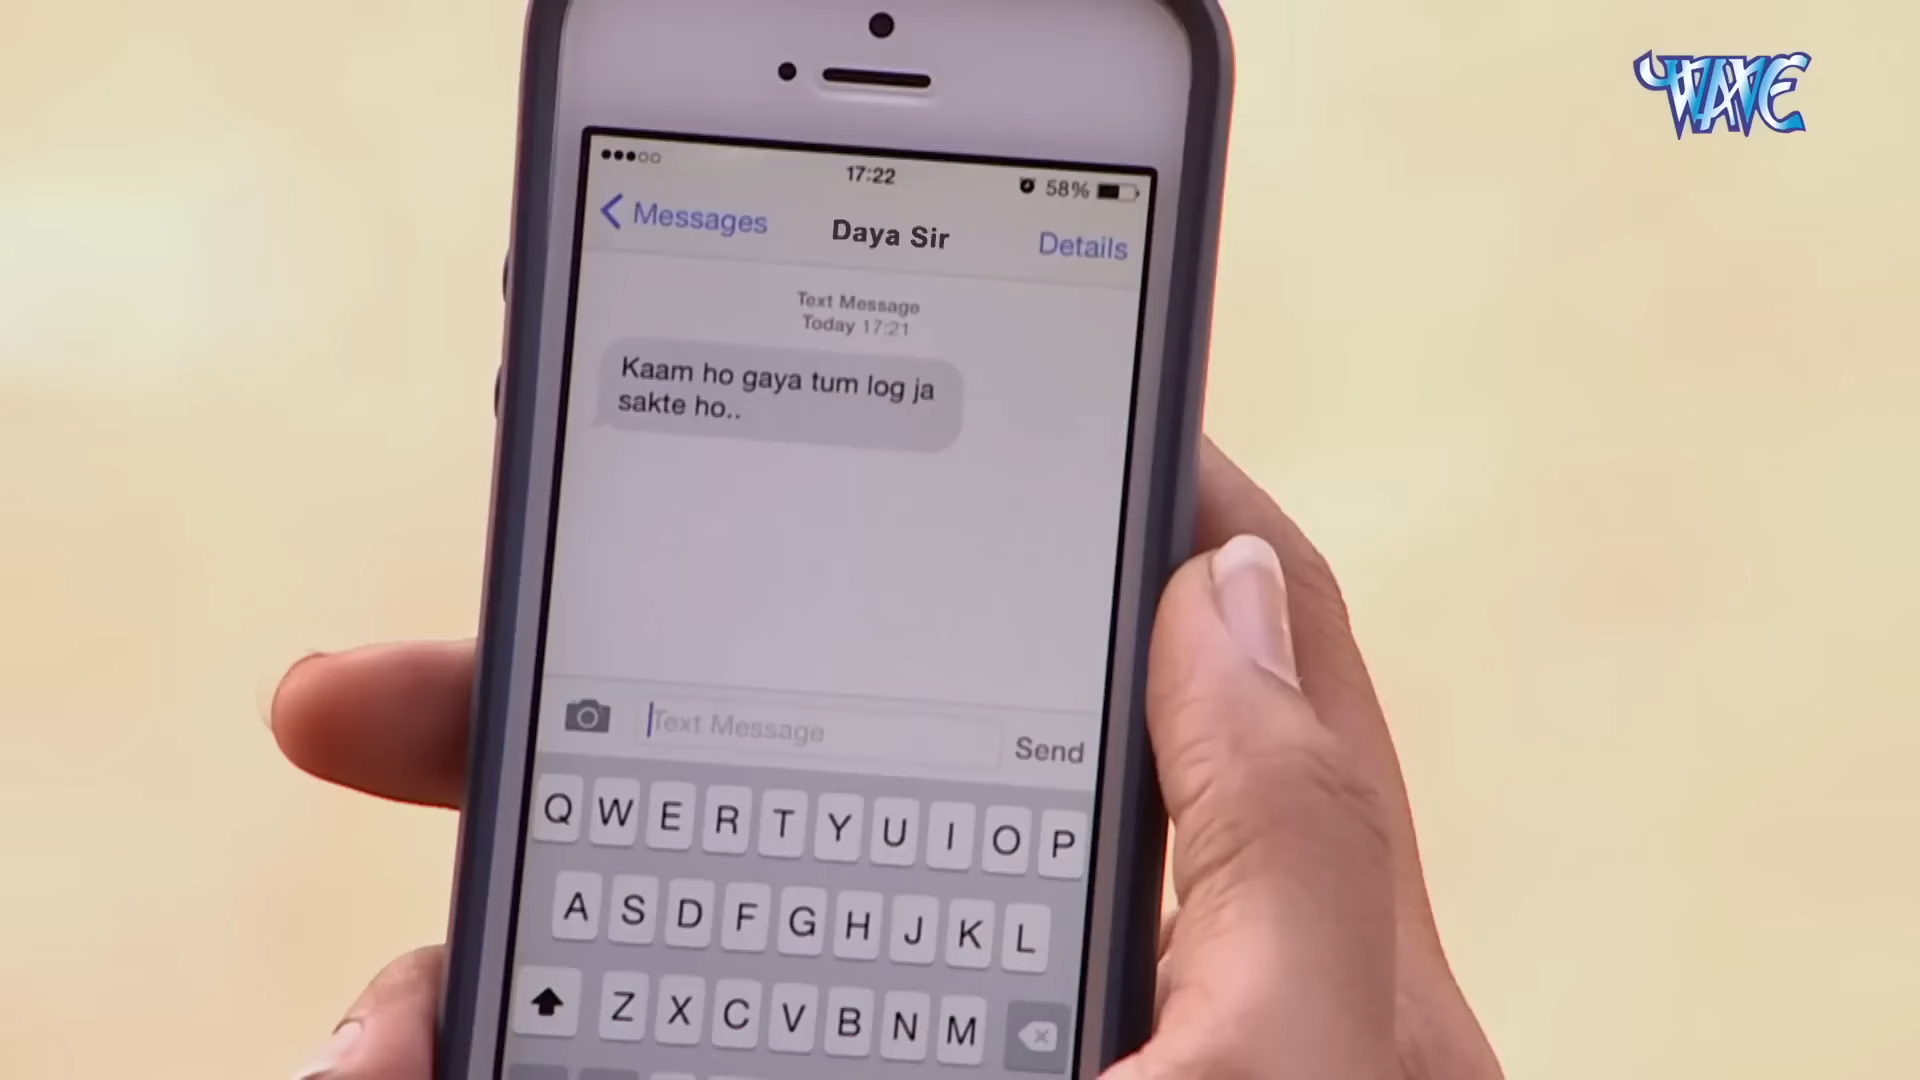 WAVE
17:22
58%
Messages
Daya Sir
Details
Text Message
Today 17:21
Kaam ho gaya tum log ja
sakte ho..
Text Message
Send
Q W E R T Y U I O P
A S D F G H J K L
Z X C V B N M